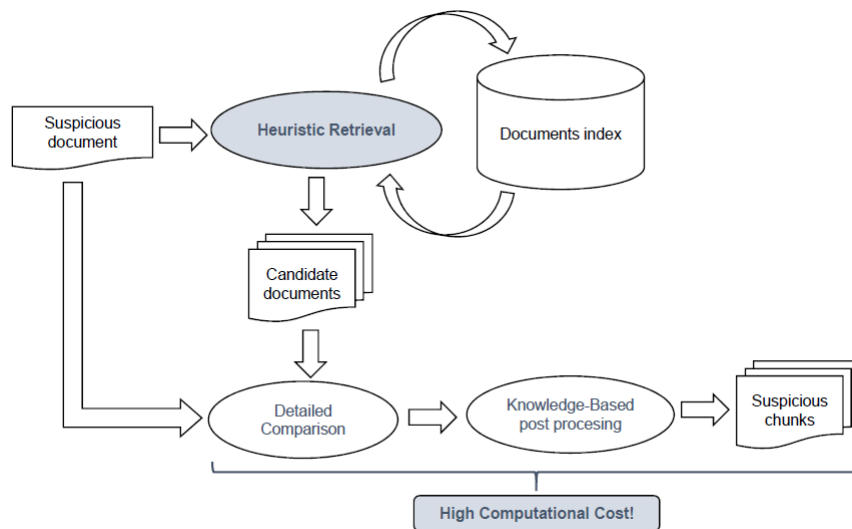 Suspicious
document
Heuristic Retrieval
Documents index
Candidate
documents
Detailed
Comparison
Knowledge-Based
post procesing
Suspicious
chunks
High Computational Cost!